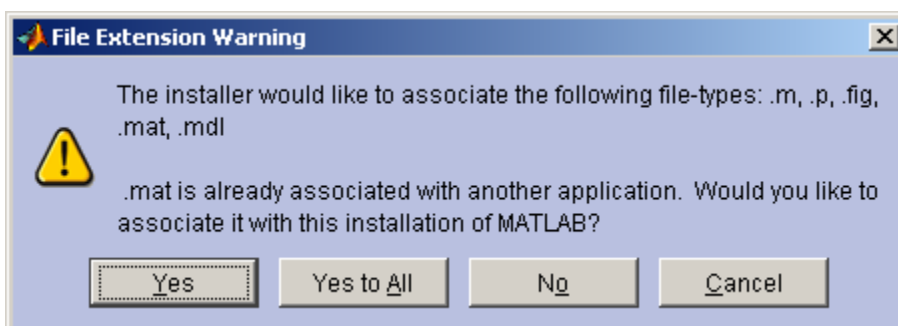 File Extension Warning
The installer would like to associate the following file-types: .m, .p, .fig,
.mat, .mdl
.mat is already associated with another application.  Would you like to
associate it with this installation of MATLAB?
Yes
Yes to All
No
Cancel